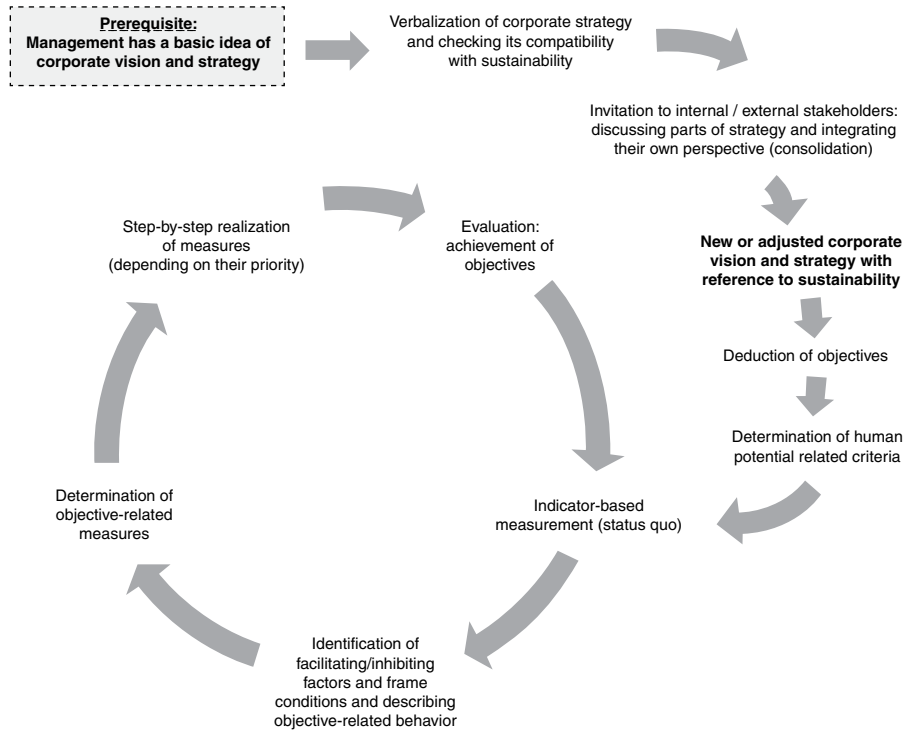 Prerequisite:
Management has a basic idea of
corporate vision and strategy
Verbalization of corporate strategy
and checking its compatibility
with sustainability
Invitation to internal / external stakeholders:
discussing parts of strategy and integrating
their own perspective (consolidation)
New or adjusted corporate
vision and strategy with
reference to sustainability
Deduction of objectives
Determination of human
potential related criteria
Indicator-based
measurement (status quo)
Identification of
facilitating/inhibiting
factors and frame
conditions and describing
objective-related behavior
Determination of
objective-related
measures
Step-by-step realization
of measures
(depending on their priority)
Evaluation:
achievement of
objectives